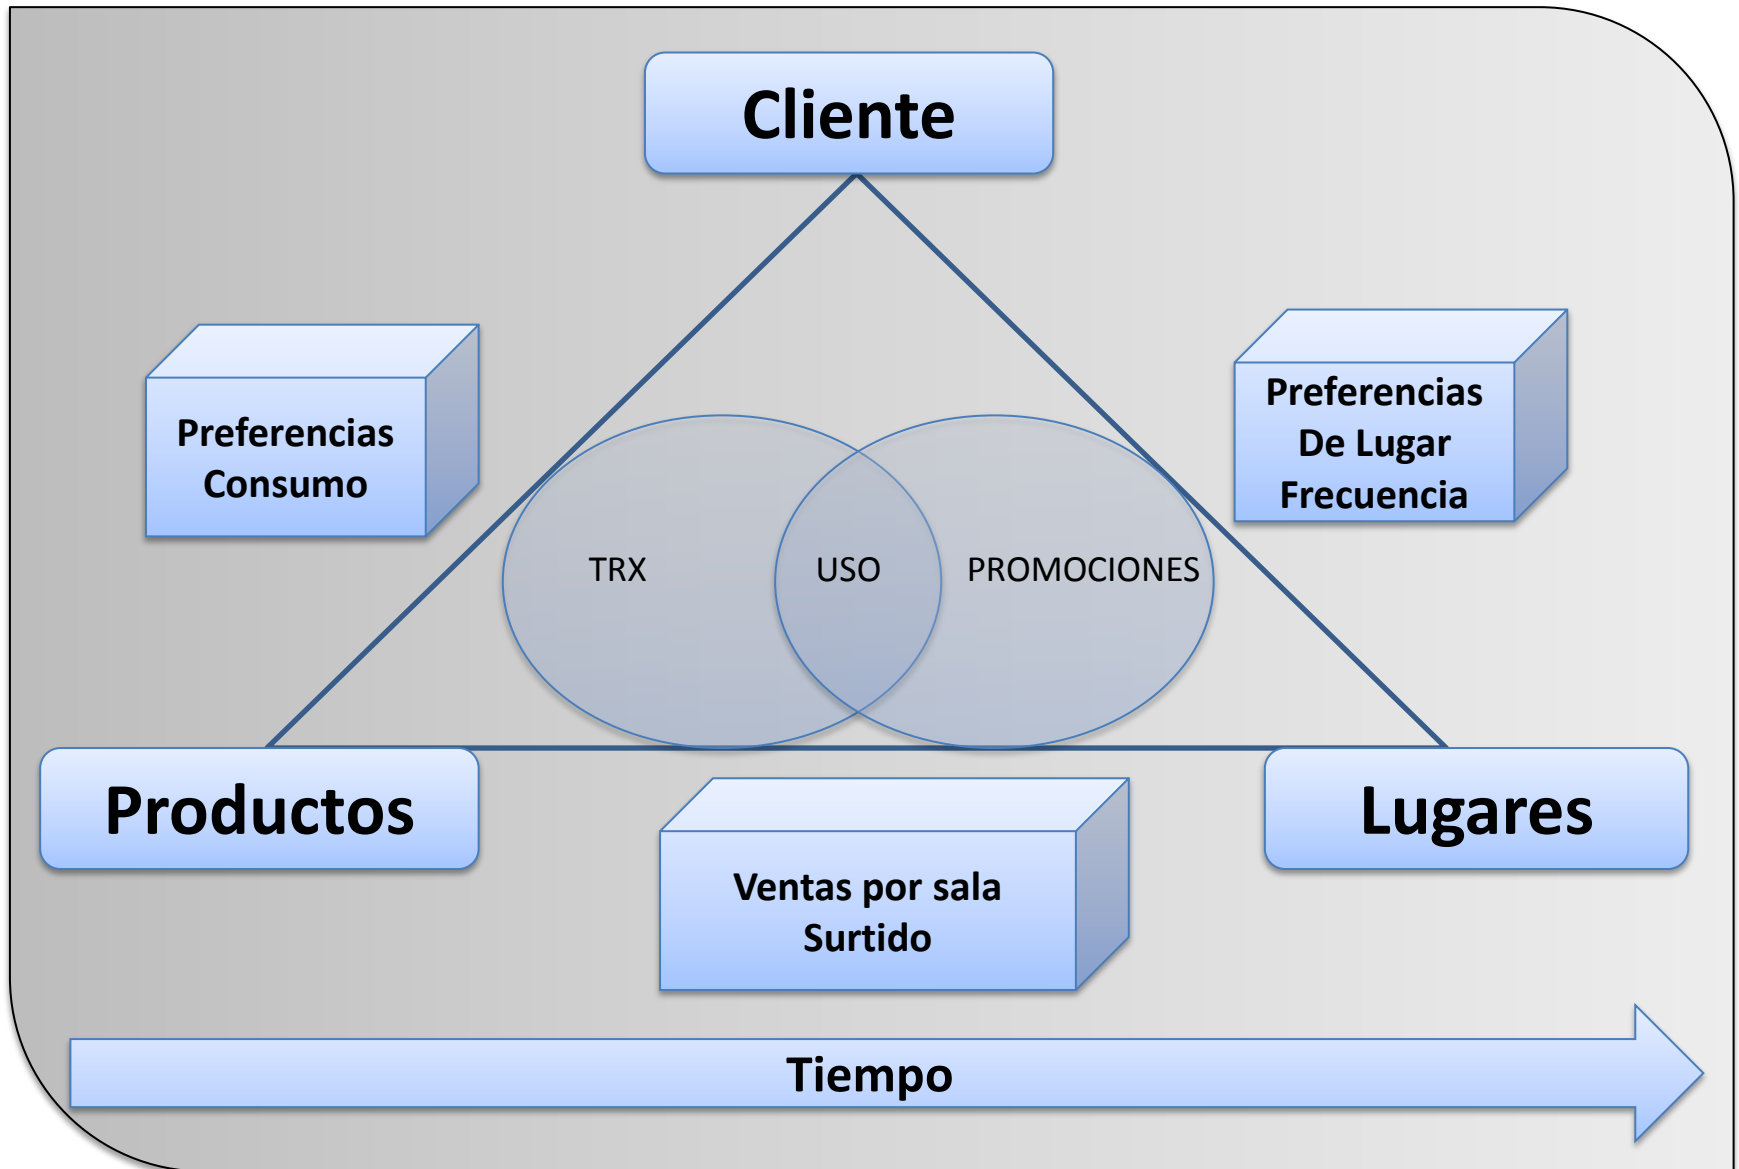 Cliente
Preferencias
Consumo
Preferencias
De Lugar
Frecuencia
TRX
USO
PROMOCIONES
Productos
Lugares
Ventas por sala
Surtido
Tiempo